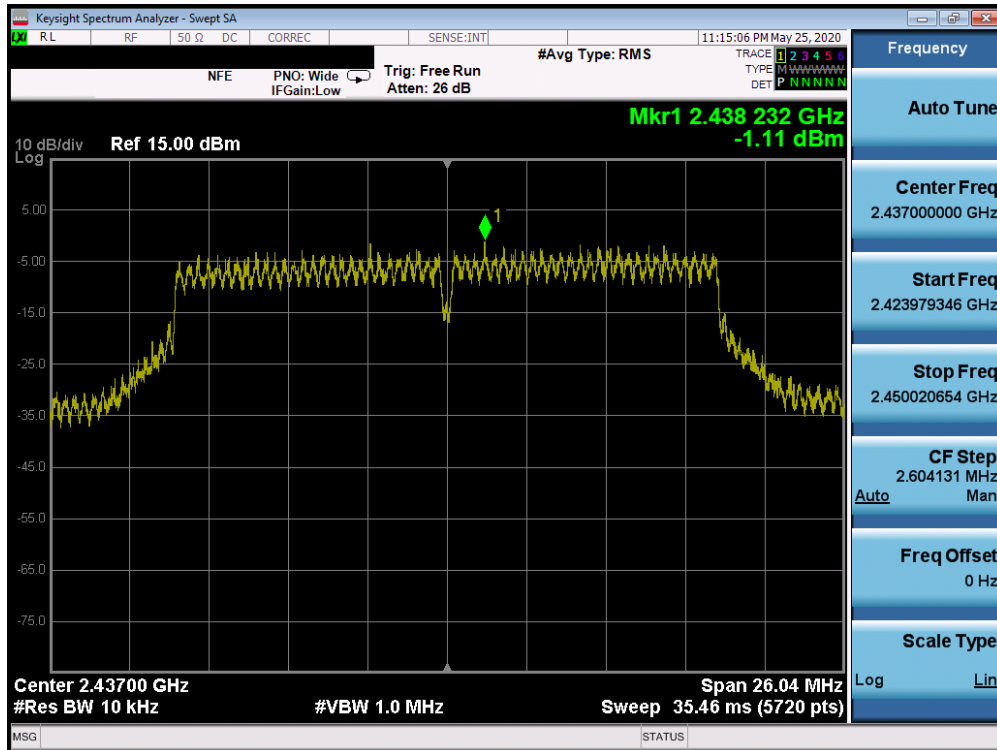 Keysight Spectrum Analyzer - Swept SA
LXI RL RF 50 Ω DC CORREC SENSE:INT 11:15:06 PM May 25, 2020
NFE PNO: Wide Trig: Free Run #Avg Type: RMS TRACE 1 2 3 4 5 6
IFGain:Low Atten: 26 dB TYPE M WWWWW
DET P N N N N N
Mkr1 2.438 232 GHz
-1.11 dBm
10 dB/div Ref 15.00 dBm
Log
5.00
1
-5.00
-15.0
-25.0
-35.0
-45.0
-55.0
-65.0
-75.0
Center 2.43700 GHz Span 26.04 MHz
#Res BW 10 kHz #VBW 1.0 MHz Sweep 35.46 ms (5720 pts)
MSG STATUS
Frequency
Auto Tune
Center Freq
2.437000000 GHz
Start Freq
2.423979346 GHz
Stop Freq
2.450020654 GHz
CF Step
2.604131 MHz
Auto Man
Freq Offset
0 Hz
Scale Type
Log Lin